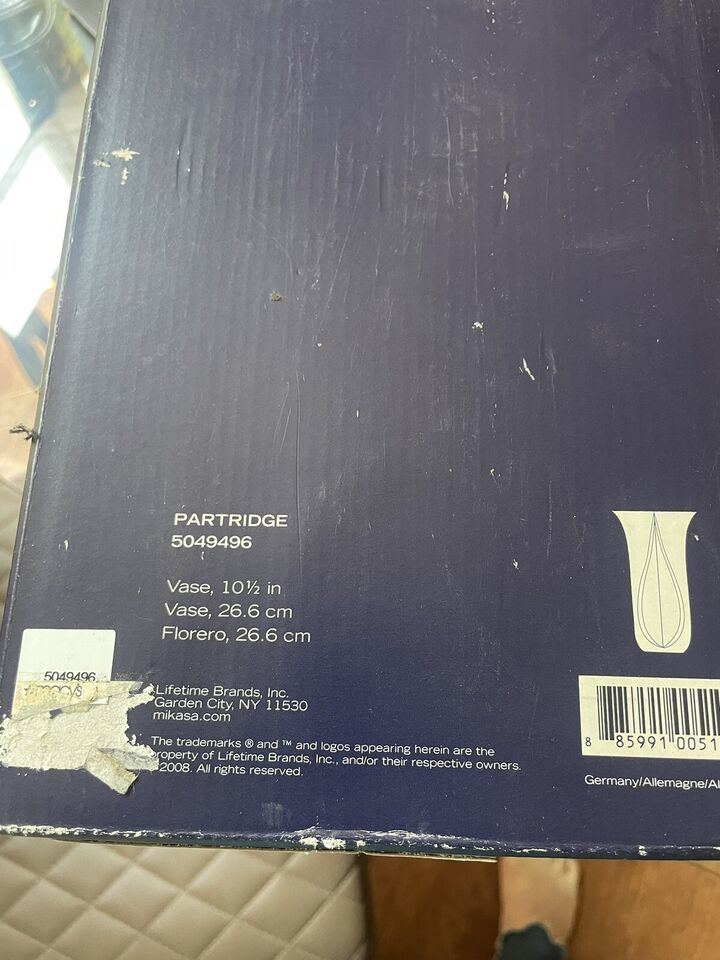 PARTRIDGE
5049496
Vase, 10½ in
Vase, 26.6 cm
Florero, 26.6 cm
5049496
Lifetime Brands, Inc.
Garden City, NY 11530
mikasa.com
The trademarks ® and ™ and logos appearing herein are the
property of Lifetime Brands, Inc., and/or their respective owners.
2008. All rights reserved.
8 85991 0051
Germany/Allemagne/Al